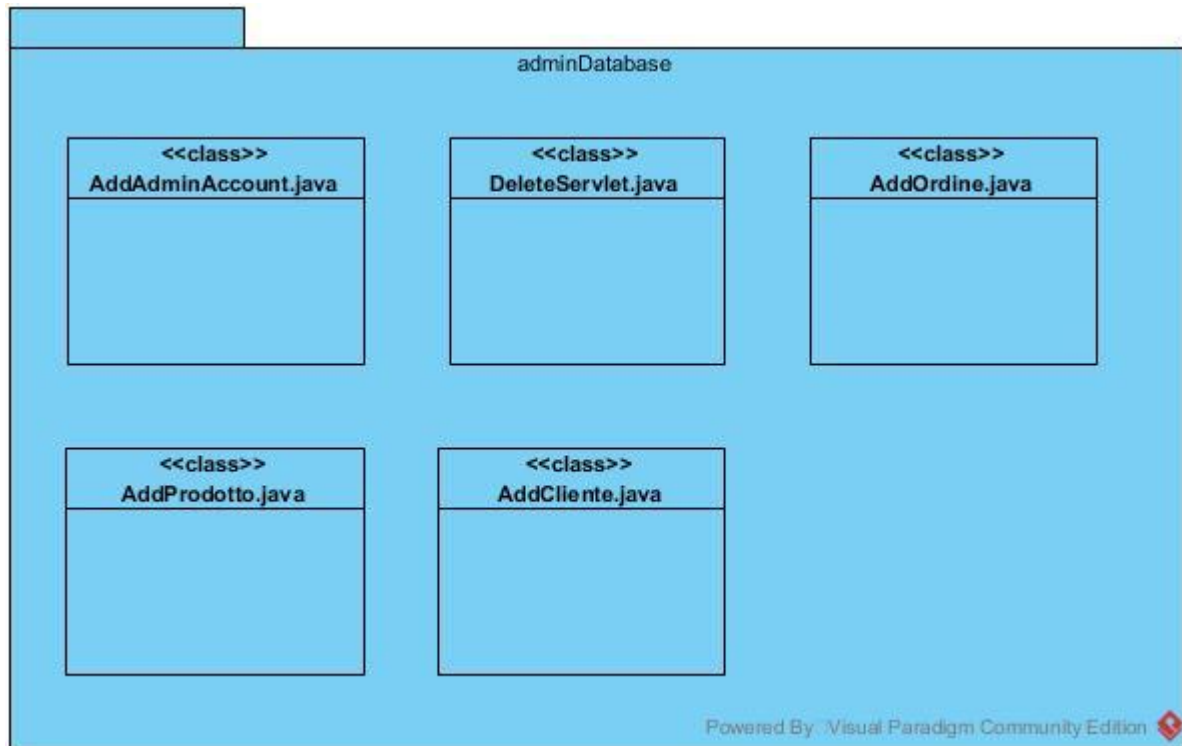 adminDatabase
<<class>>
AddAdminAccount.java
<<class>>
DeleteServlet.java
<<class>>
AddOrdine.java
<<class>>
AddProdotto.java
<<class>>
AddCliente.java
Powered By Visual Paradigm Community Edition